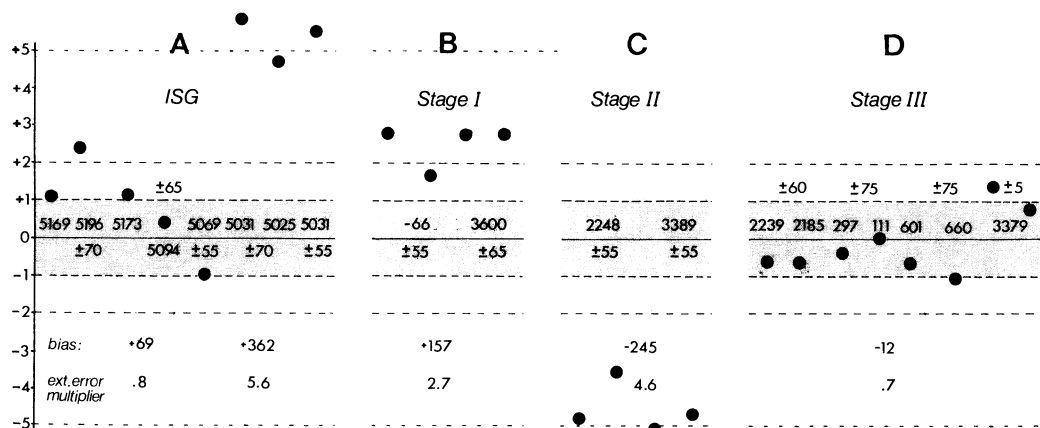 A B C D
+5
+4
ISG Stage I Stage II Stage III
+3
+2
±65 ±60 ±75 ±75 ±5
+1
5169 5196 5173 5069 5031 5025 5031 -66 3600 2248 3389 2239 2185 297 111 601 660 3379
0
±70 5094 ±55 ±70 ±55 ±55 ±65 ±55 ±55
-1
-2
-3 bias: +69 +362 +157 -245 -12
-4 ext.error multiplier .8 5.6 2.7 4.6 .7
-5